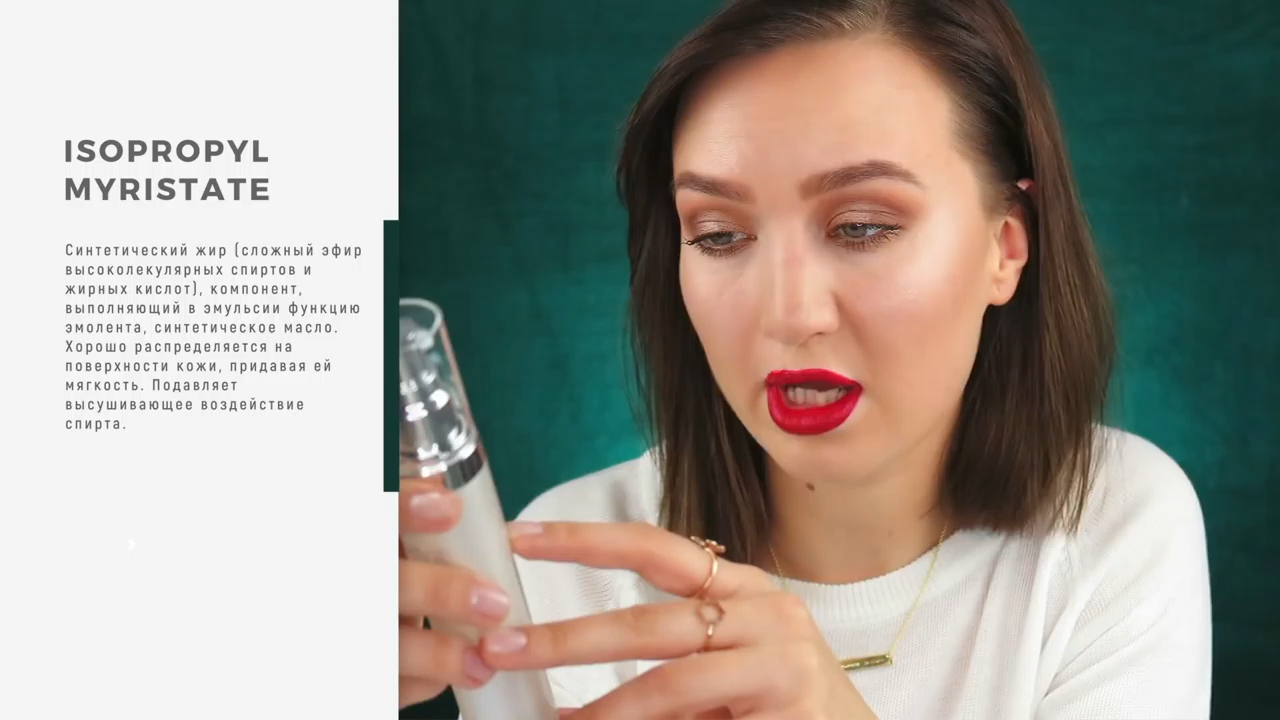 ISOPROPYL
MYRISTATE
Синтетический жир (сложный эфир
высоколекулярных спиртов и
жирных кислот), компонент,
выполняющий в эмульсии функцию
эмолента, синтетическое масло.
Хорошо распределяется на
поверхности кожи, придавая ей
мягкость. Подавляет
высушивающее воздействие
спирта.